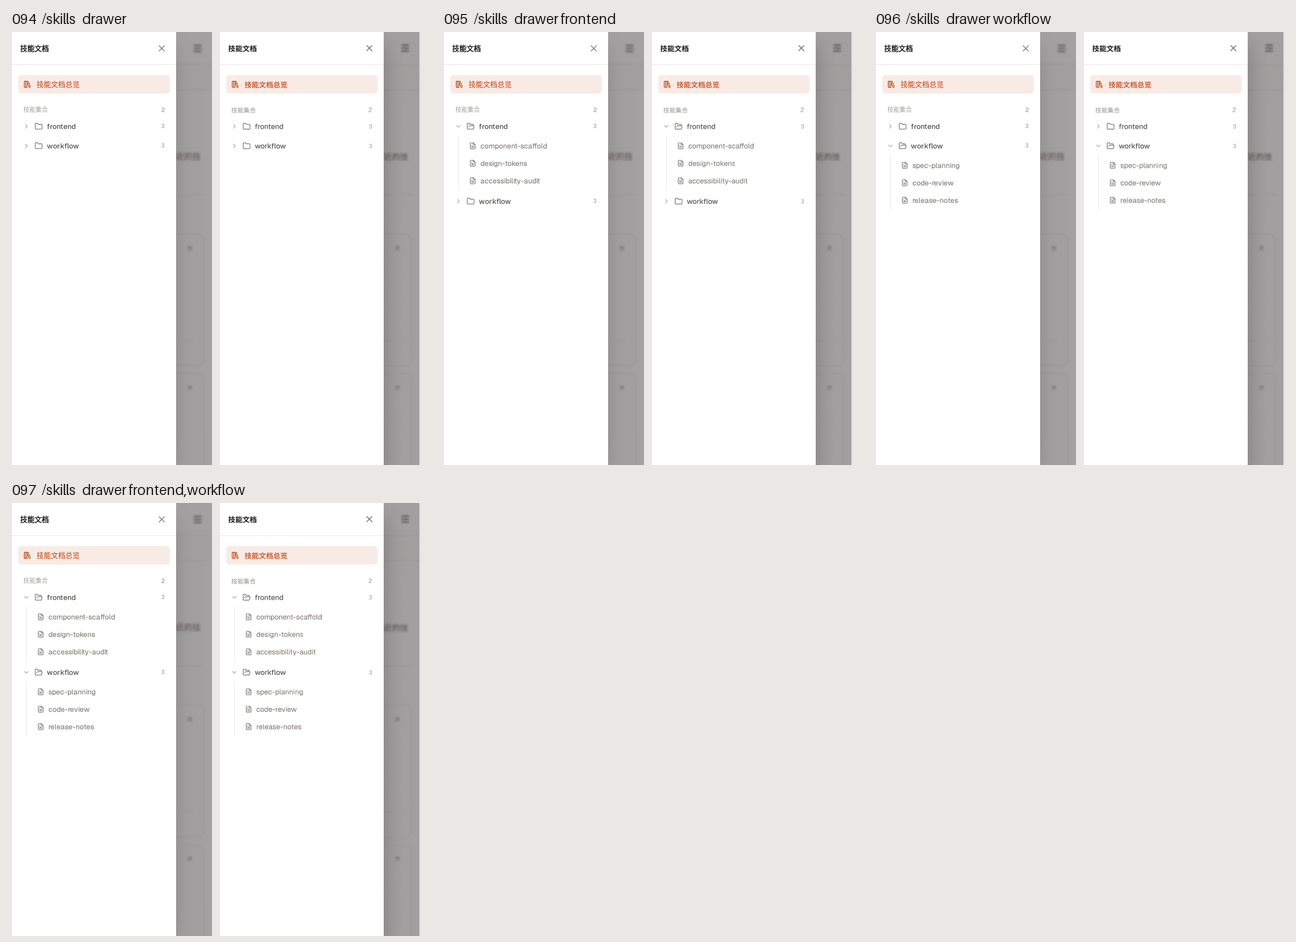 094 /skills drawer
技能文档
技能文档总览
技能集合 2
frontend 3
workflow 3
技能文档
技能文档总览
技能集合 2
frontend 3
workflow 3
095 /skills drawer frontend
技能文档
技能文档总览
技能集合 2
frontend 3
component-scaffold
design-tokens
accessibility-audit
workflow 3
技能文档
技能文档总览
技能集合 2
frontend 3
component-scaffold
design-tokens
accessibility-audit
workflow 3
096 /skills drawer workflow
技能文档
技能文档总览
技能集合 2
frontend 3
workflow 3
spec-planning
code-review
release-notes
技能文档
技能文档总览
技能集合 2
frontend 3
workflow 3
spec-planning
code-review
release-notes
097 /skills drawer frontend,workflow
技能文档
技能文档总览
技能集合 2
frontend 3
component-scaffold
design-tokens
accessibility-audit
workflow 3
spec-planning
code-review
release-notes
技能文档
技能文档总览
技能集合 2
frontend 3
component-scaffold
design-tokens
accessibility-audit
workflow 3
spec-planning
code-review
release-notes